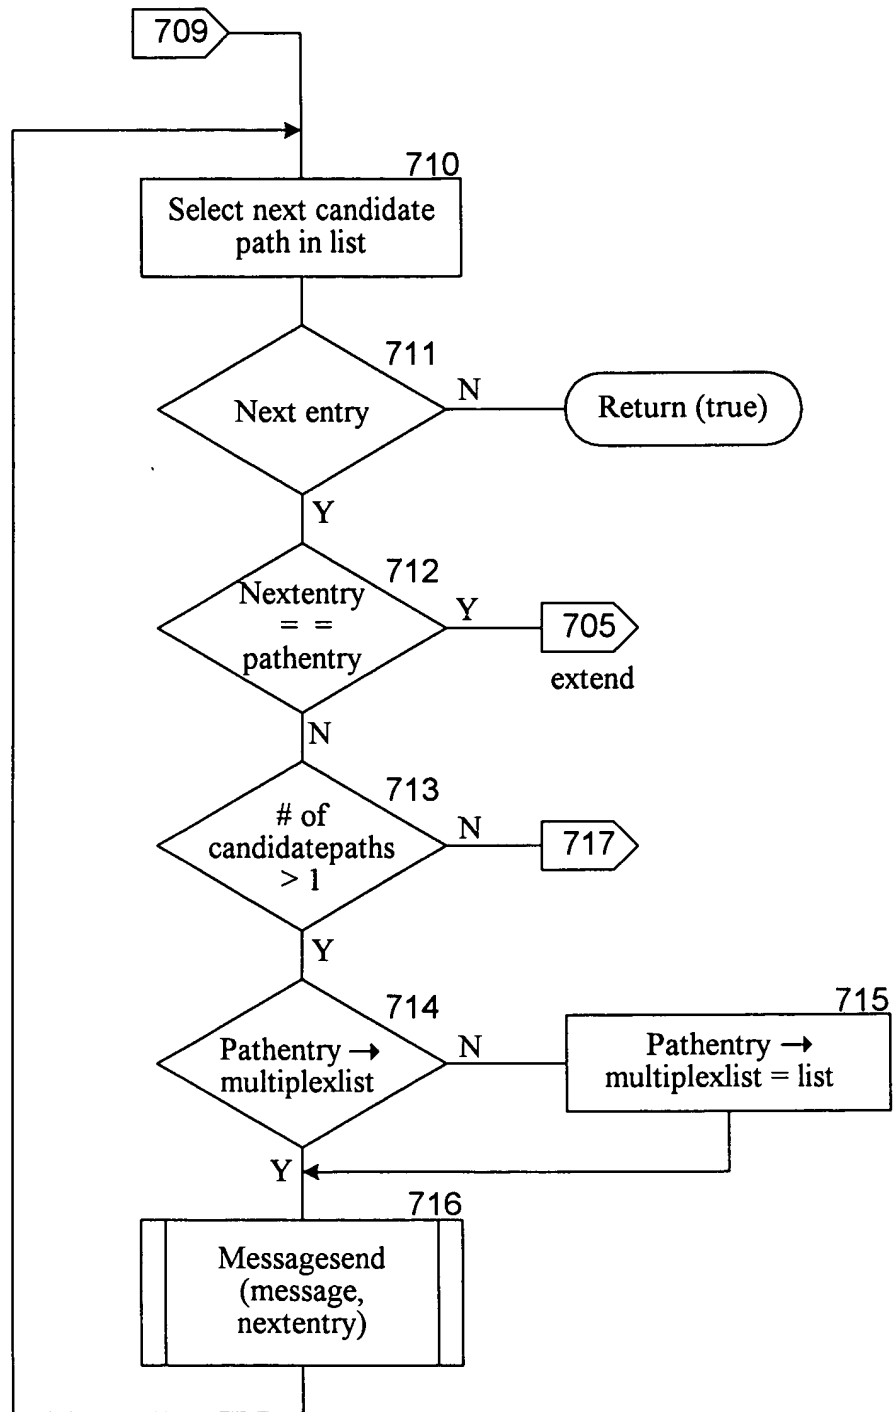 709
710
Select next candidate
path in list
711
Next entry
N
Return (true)
Y
712
Nextentry
= =
pathentry
Y
705
extend
N
713
# of
candidatepaths
> 1
N
717
Y
714
Pathentry →
multiplexlist
N
715
Pathentry →
multiplexlist = list
Y
716
Messagesend
(message,
nextentry)